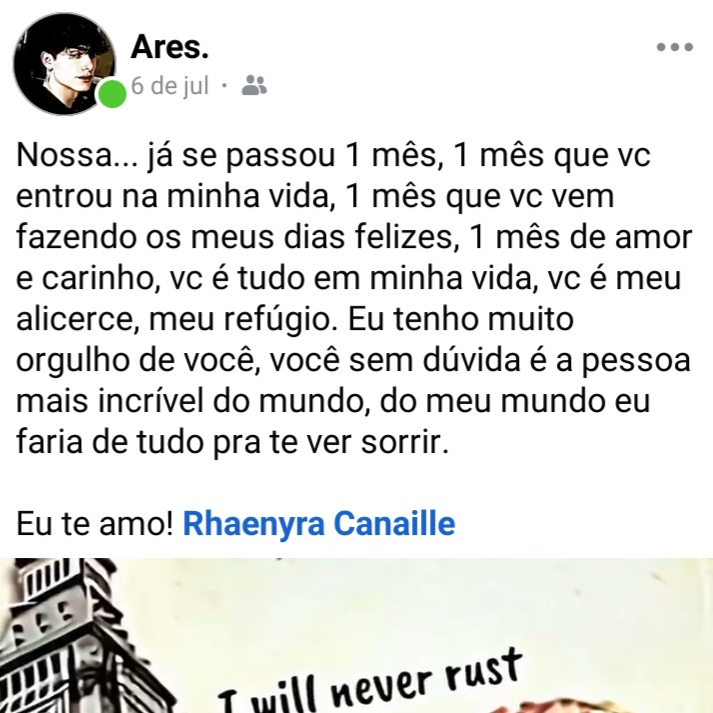 Ares.
6 de jul ·
Nossa... já se passou 1 mês, 1 mês que vc
entrou na minha vida, 1 mês que vc vem
fazendo os meus dias felizes, 1 mês de amor
e carinho, vc é tudo em minha vida, vc é meu
alicerce, meu refúgio. Eu tenho muito
orgulho de você, você sem dúvida é a pessoa
mais incrível do mundo, do meu mundo eu
faria de tudo pra te ver sorrir.
Eu te amo! Rhaenyra Canaille
I will never rust